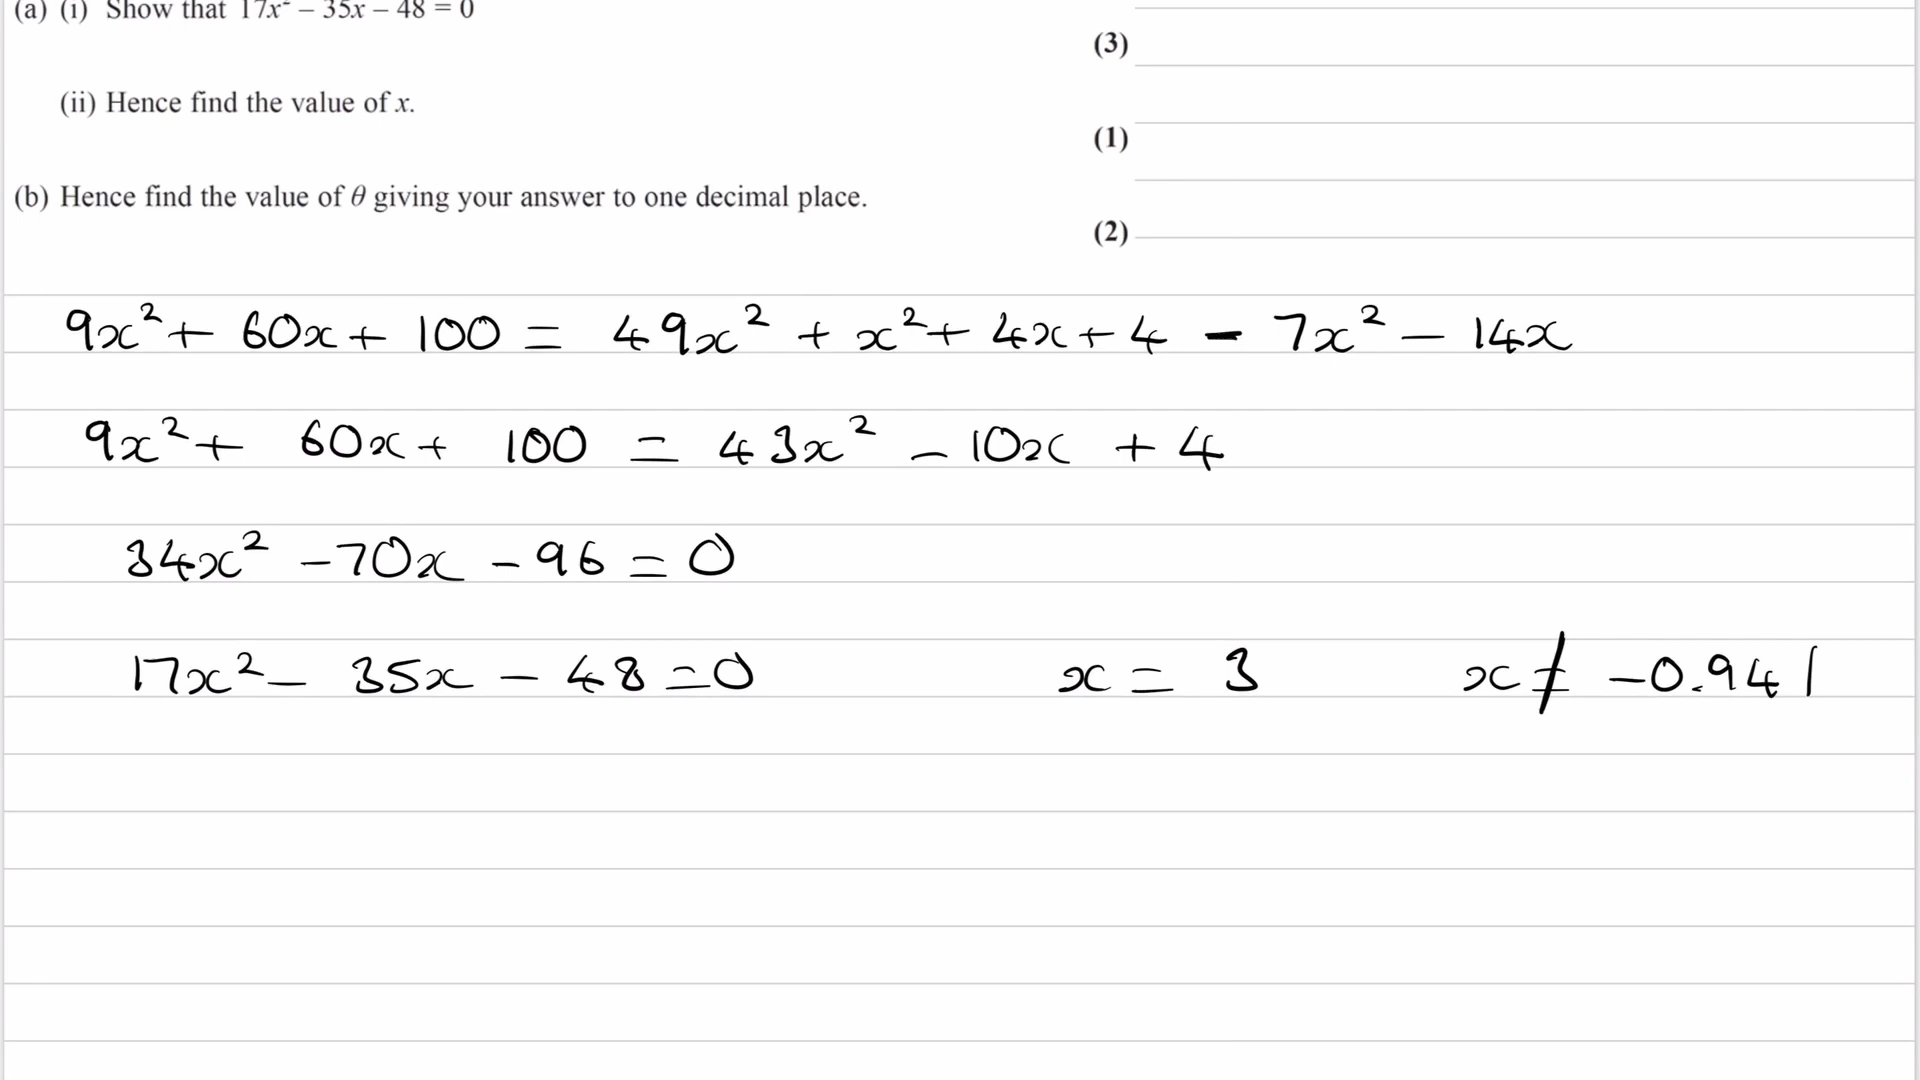 (a) (i) Show that 17x² – 35x – 48 = 0
(3)
(ii) Hence find the value of x.
(1)
(b) Hence find the value of θ giving your answer to one decimal place.
(2)
9x² + 60x + 100 = 49x² + x² + 4x + 4 - 7x² - 14x
9x² + 60x + 100 = 43x² - 10x + 4
34x² - 70x - 96 = 0
17x² - 35x - 48 = 0 x = 3 x ≠ -0.941